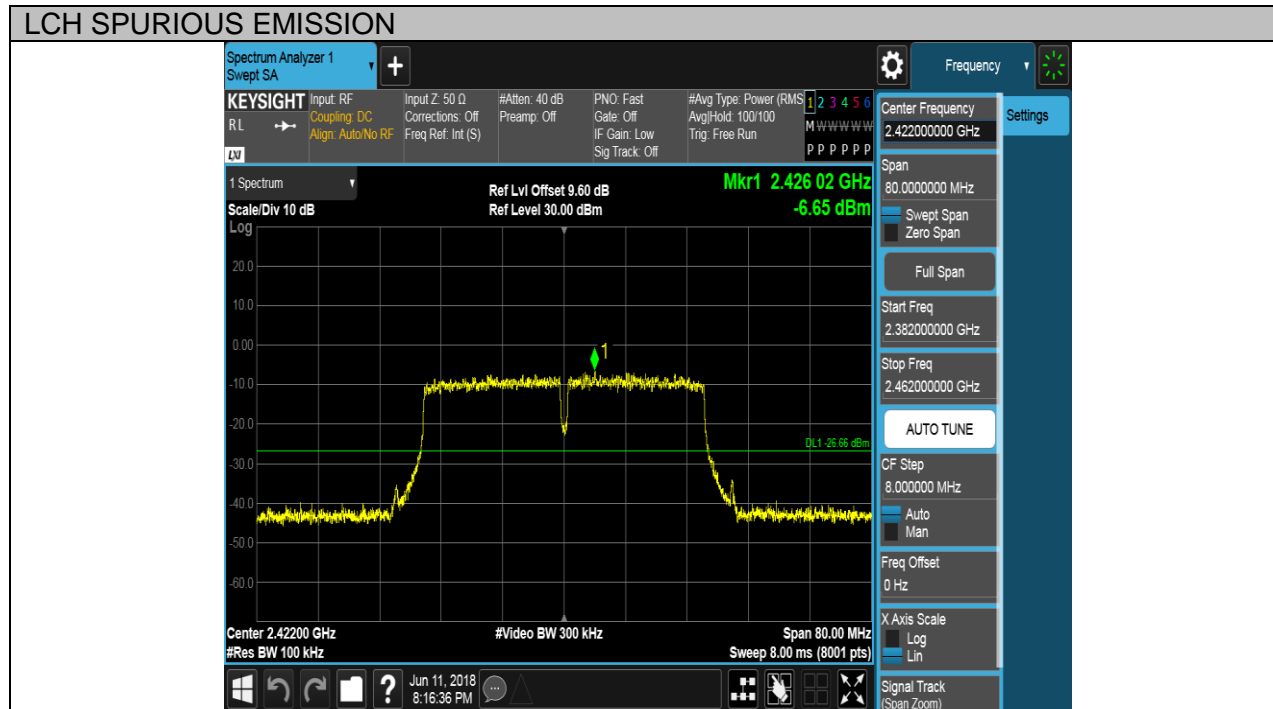 LCH SPURIOUS EMISSION
Spectrum Analyzer 1
Swept SA
+
Frequency
KEYSIGHT
RL
LXI
Input: RF
Coupling: DC
Align: Auto/No RF
Input Z: 50 Ω
Corrections: Off
Freq Ref: Int (S)
#Atten: 40 dB
Preamp: Off
PNO: Fast
Gate: Off
IF Gain: Low
Sig Track: Off
#Avg Type: Power (RMS
Avg|Hold: 100/100
Trig: Free Run
1 2 3 4 5 6
M W W W W W
P P P P P P
1 Spectrum
Scale/Div 10 dB
Log
Ref Lvl Offset 9.60 dB
Ref Level 30.00 dBm
Mkr1 2.426 02 GHz
-6.65 dBm
20.0
10.0
0.00
-10.0
-20.0
-30.0
-40.0
-50.0
-60.0
1
DL1 -26.66 dBm
Center 2.42200 GHz
#Res BW 100 kHz
#Video BW 300 kHz
Span 80.00 MHz
Sweep 8.00 ms (8001 pts)
?
Jun 11, 2018
8:16:36 PM
Center Frequency
2.422000000 GHz
Span
80.0000000 MHz
Swept Span
Zero Span
Full Span
Start Freq
2.382000000 GHz
Stop Freq
2.462000000 GHz
AUTO TUNE
CF Step
8.000000 MHz
Auto
Man
Freq Offset
0 Hz
X Axis Scale
Log
Lin
Signal Track
(Span Zoom)
Settings